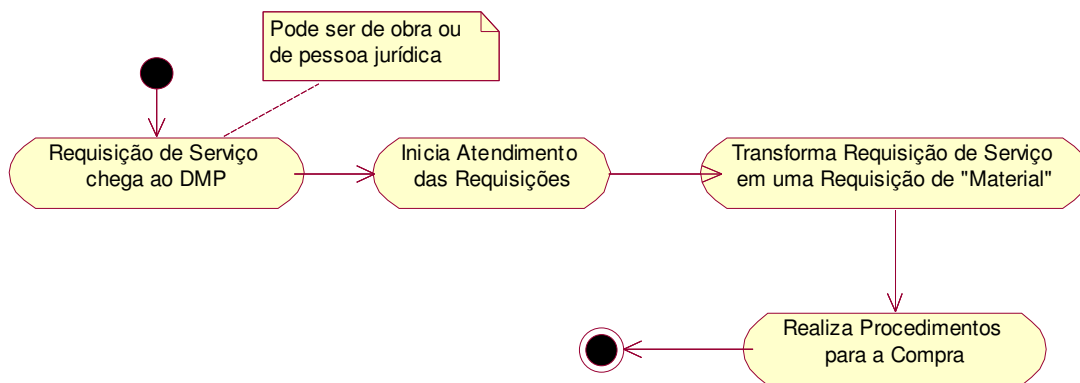 Pode ser de obra ou
de pessoa jurídica
Requisição de Serviço
chega ao DMP
Inicia Atendimento
das Requisições
Transforma Requisição de Serviço
em uma Requisição de "Material"
Realiza Procedimentos
para a Compra